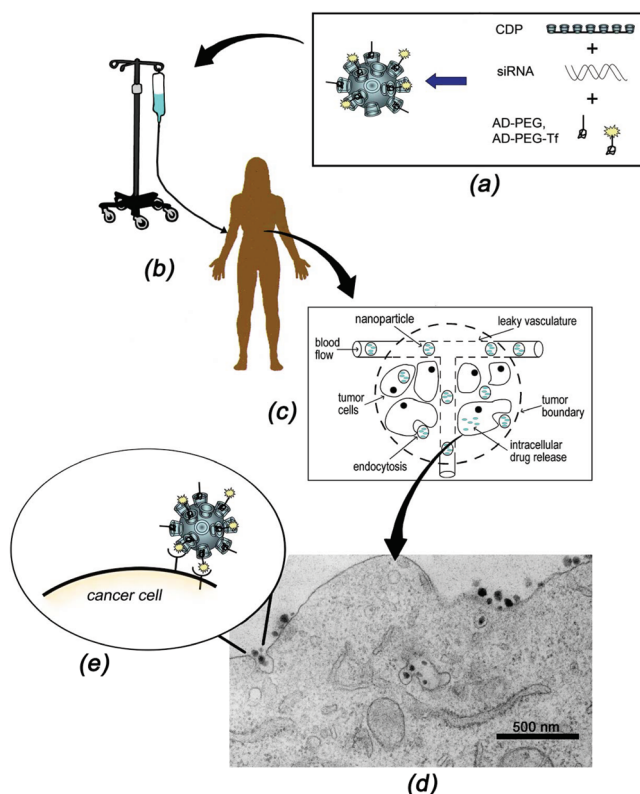 CDP
+
siRNA
+
AD-PEG,
AD-PEG-Tf
(a)
(b)
nanoparticle
leaky vasculature
blood
flow
(c)
tumor
cells
tumor
boundary
endocytosis
intracellular
drug release
cancer cell
(e)
500 nm
(d)